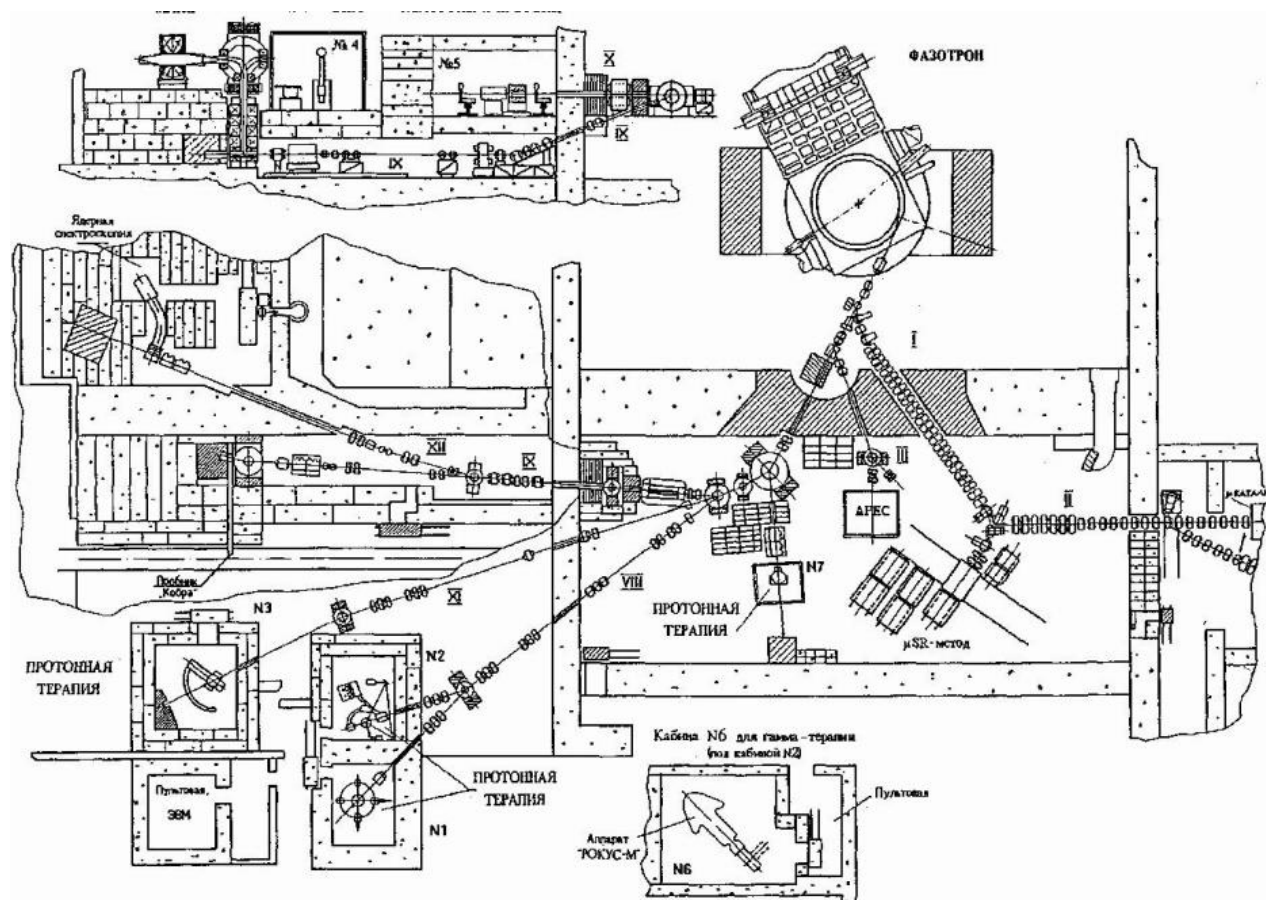 №4
№5
X
IX
IX
ФАЗОТРОН
Ядерная
спектроскопия
I
XII
IX
III
ДРЕС
II
Пробник
"Кобра"
XI
VIII
N7
ПРОТОННАЯ
ТЕРАПИЯ
μSR-метод
N3
ПРОТОННАЯ
ТЕРАПИЯ
N2
Кабина N6 для гамма-терапии
(под кабиной N2)
Пультовая,
ЭВМ
ПРОТОННАЯ
ТЕРАПИЯ
N1
Пультовая
Аппарат
"РОКУС-М"
N6